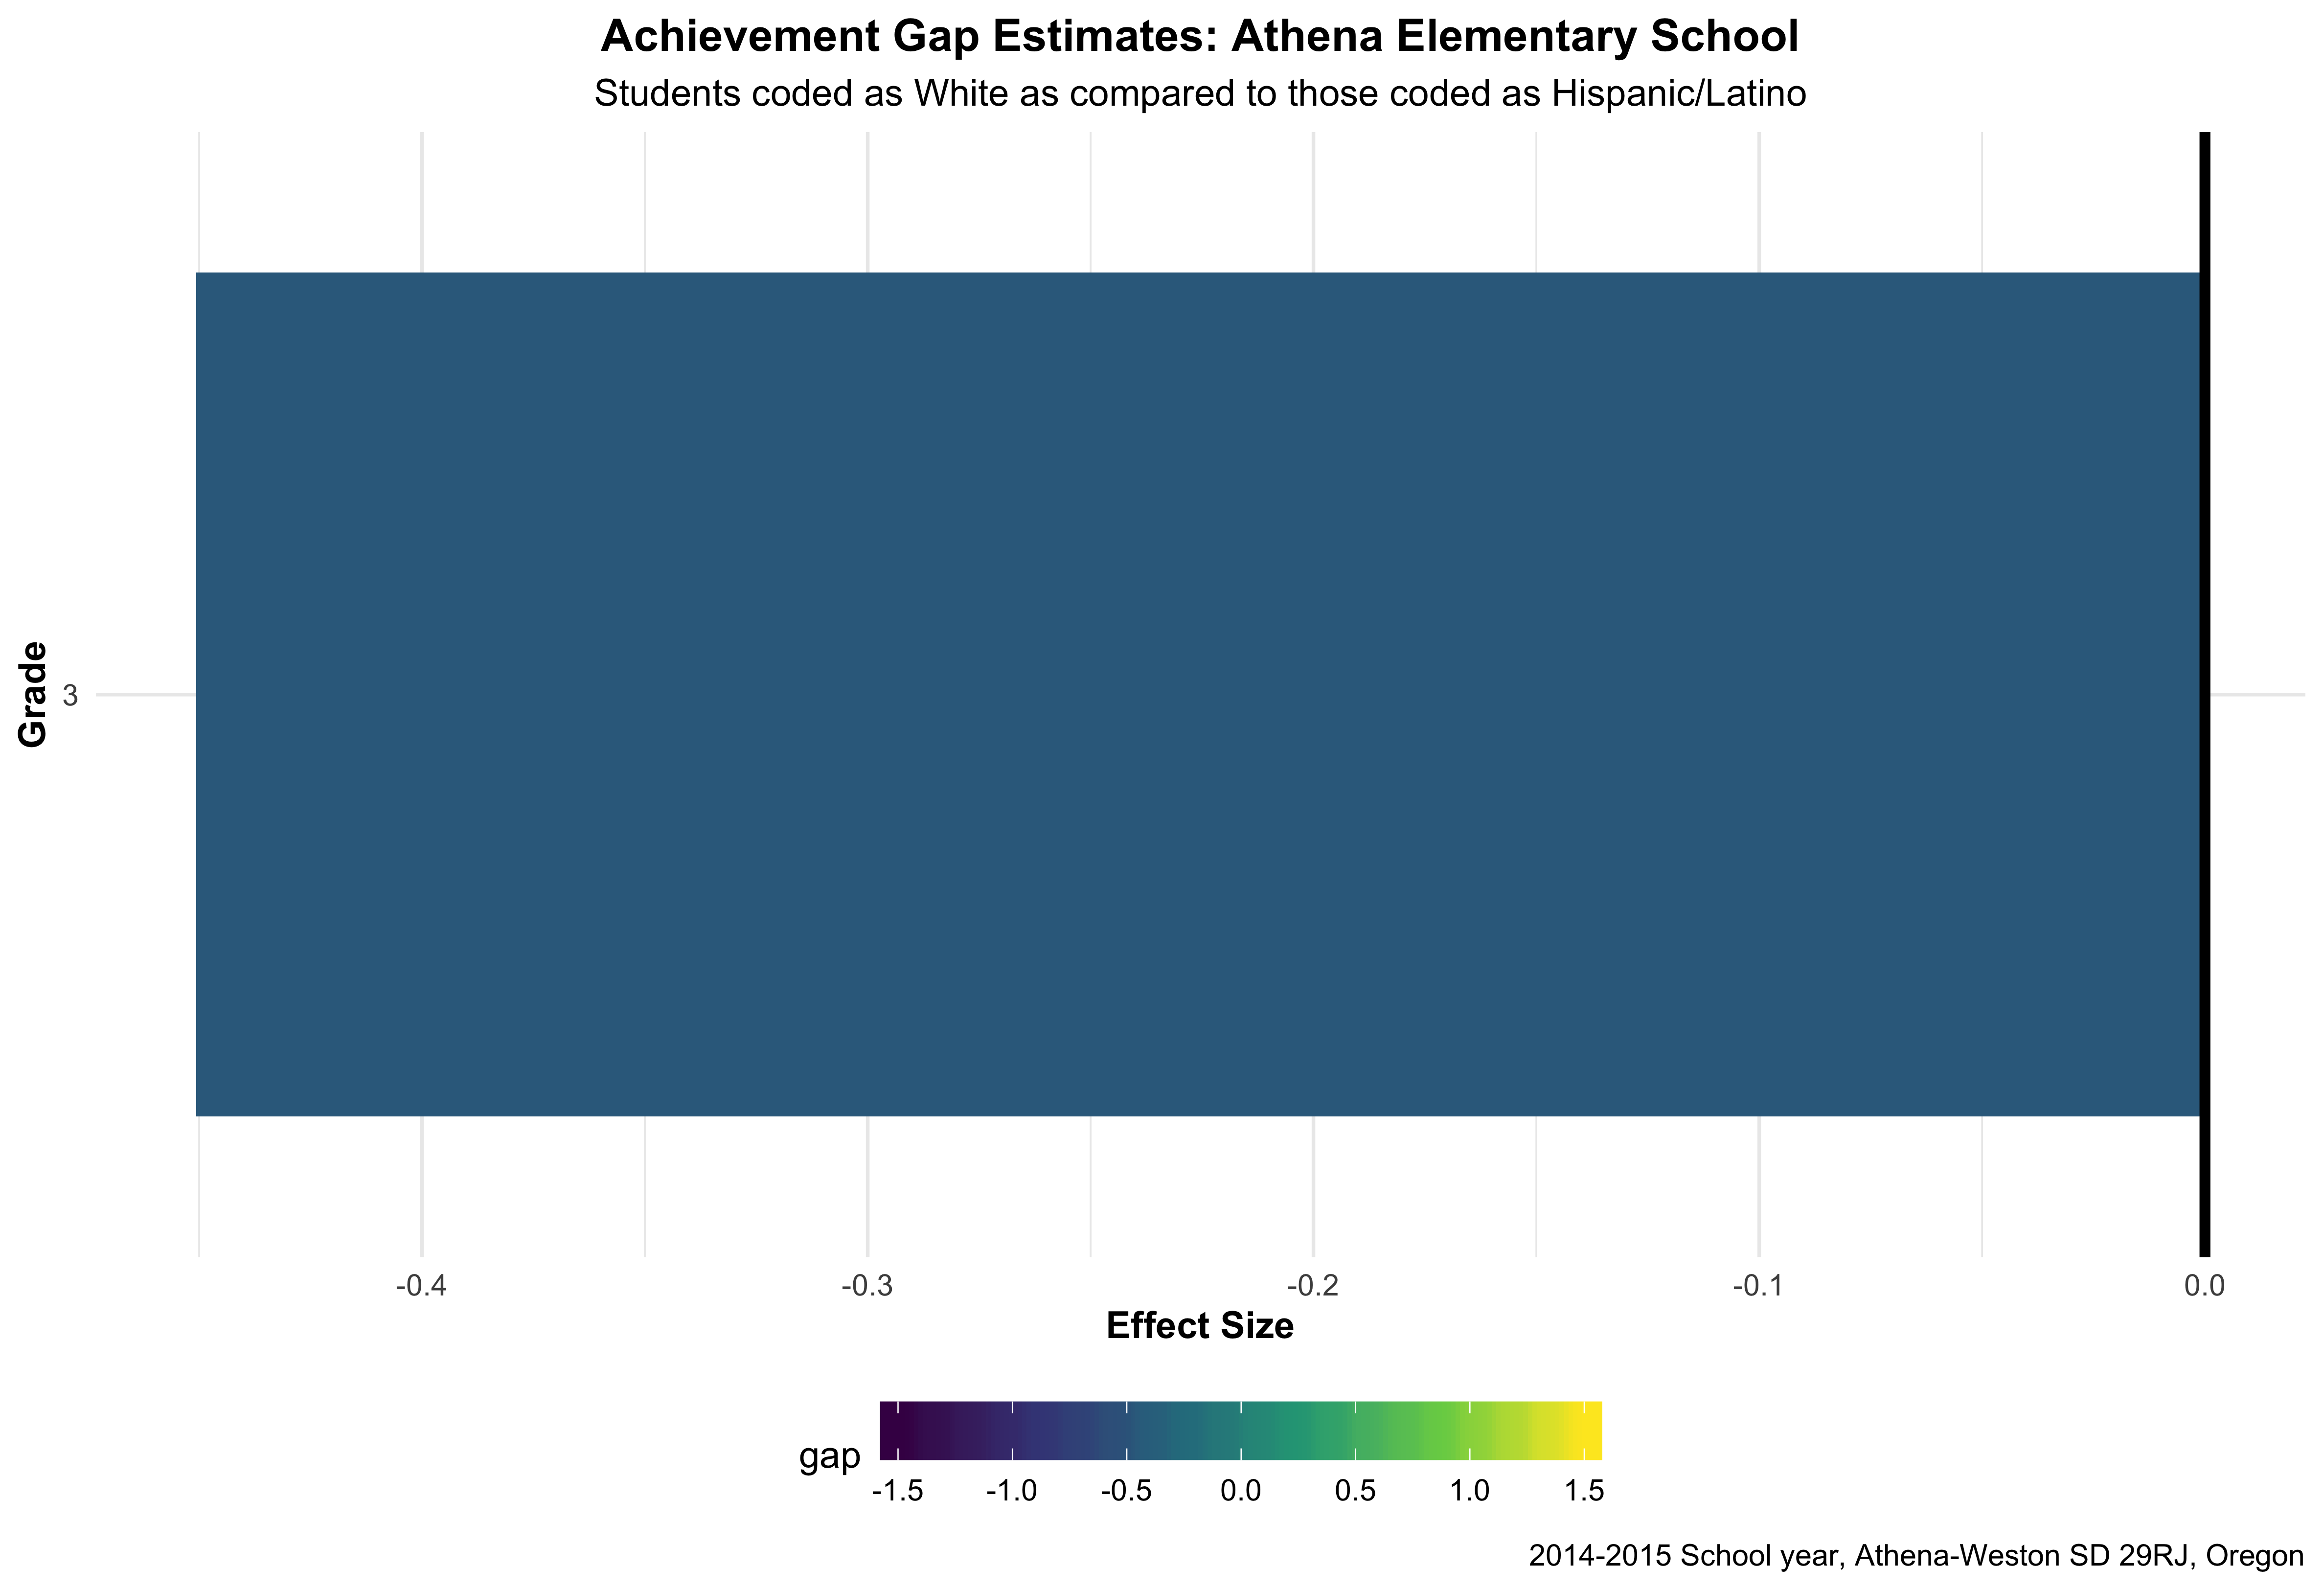 Achievement Gap Estimates: Athena Elementary School
Students coded as White as compared to those coded as Hispanic/Latino
Grade
3
-0.4 -0.3 -0.2 -0.1 0.0
Effect Size
gap
-1.5 -1.0 -0.5 0.0 0.5 1.0 1.5
2014-2015 School year, Athena-Weston SD 29RJ, Oregon